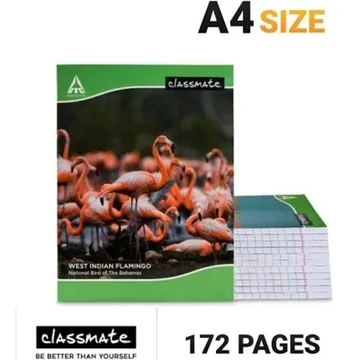 A4 SIZE
classmate
WEST INDIAN FLAMINGO
National Bird of The Bahamas
classmate
172 PAGES
BE BETTER THAN YOURSELF